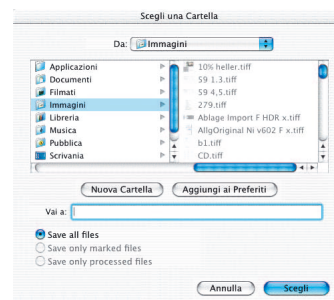 Scegli una Cartella
Da: Immagini
Applicazioni
Documenti
Filmati
Immagini
Libreria
Musica
Pubblica
Scrivania
10% heller.tiff
S9 1.3.tiff
S9 4,5.tiff
279.tiff
Ablage Import F HDR x.tiff
AllgOriginal Ni v602 F x.tiff
b1.tiff
CD.tiff
Nuova Cartella
Aggiungi ai Preferiti
Vai a:
Save all files
Save only marked files
Save only processed files
Annulla
Scegli